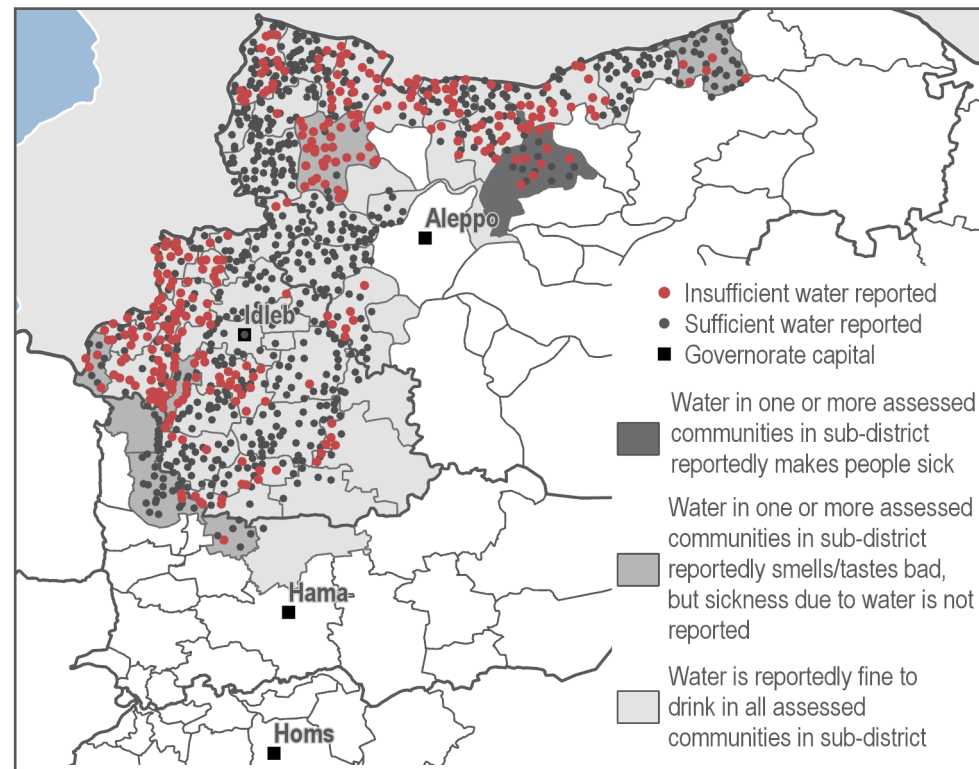 Aleppo
Idleb
Hama
Homs
Insufficient water reported
Sufficient water reported
Governorate capital
Water in one or more assessed
communities in sub-district
reportedly makes people sick
Water in one or more assessed
communities in sub-district
reportedly smells/tastes bad,
but sickness due to water is not
reported
Water is reportedly fine to
drink in all assessed
communities in sub-district